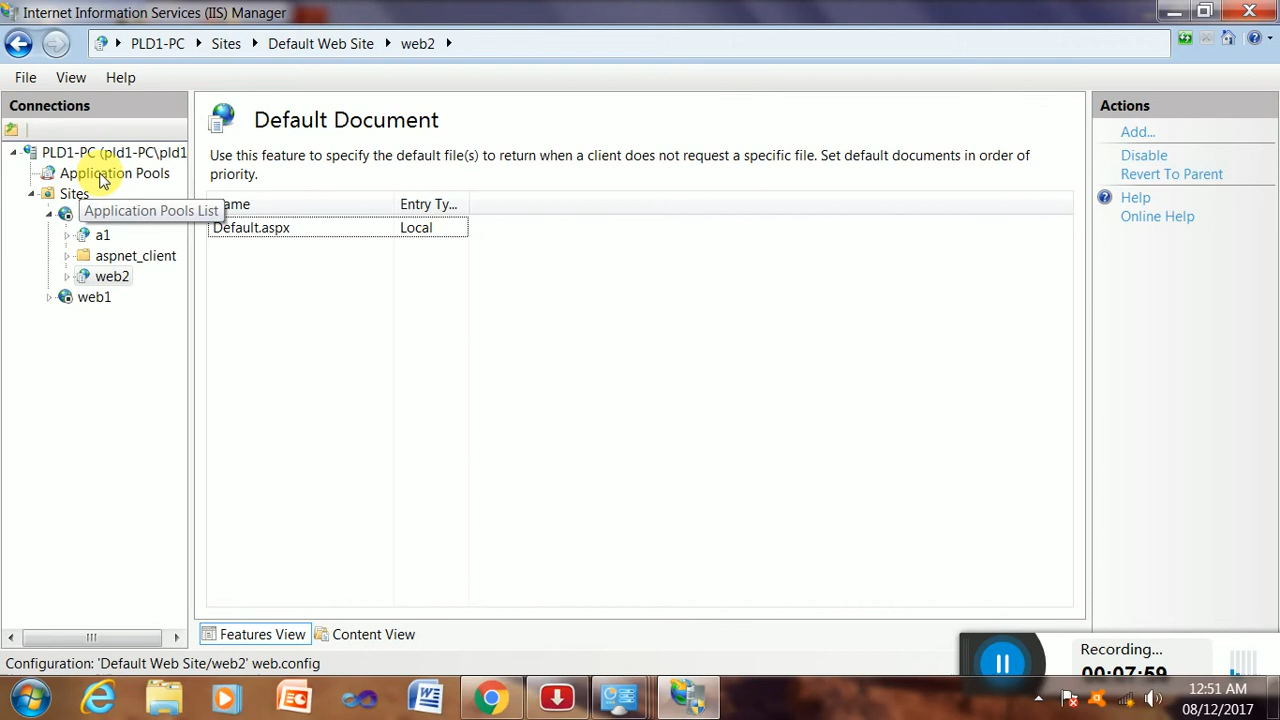 Internet Information Services (IIS) Manager
PLD1-PC Sites Default Web Site web2
File View Help
Connections
PLD1-PC (pld1-PC\pld1
Application Pools
Sites
Application Pools List
a1
aspnet_client
web2
web1
Default Document
Use this feature to specify the default file(s) to return when a client does not request a specific file. Set default documents in order of
priority.
Entry Ty...
Default.aspx Local
Features View Content View
Actions
Add...
Disable
Revert To Parent
Help
Online Help
Configuration: 'Default Web Site/web2' web.config
Recording...
00:07:59
12:51 AM
08/12/2017